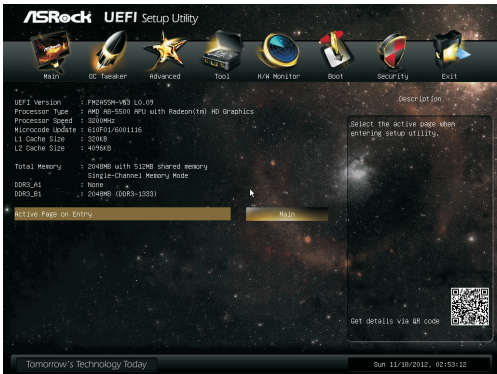 ASRock UEFI Setup Utility
Main OC Tweaker Advanced Tool H/W Monitor Boot Security Exit
UEFI Version : FM2A55M-VG3 L0.09
Processor Type : AMD A8-5500 APU with Radeon(tm) HD Graphics
Processor Speed : 3200MHz
Microcode Update : 610F01/6001116
L1 Cache Size : 320KB
L2 Cache Size : 4096KB
Total Memory : 2048MB with 512MB shared memory
Single-Channel Memory Mode
DDR3_A1 : None
DDR3_B1 : 2048MB (DDR3-1333)
Active Page on Entry Main
Description
Select the active page when
entering setup utility.
Get details via QR code
Tomorrow's Technology Today
Sun 11/18/2012, 02:53:12